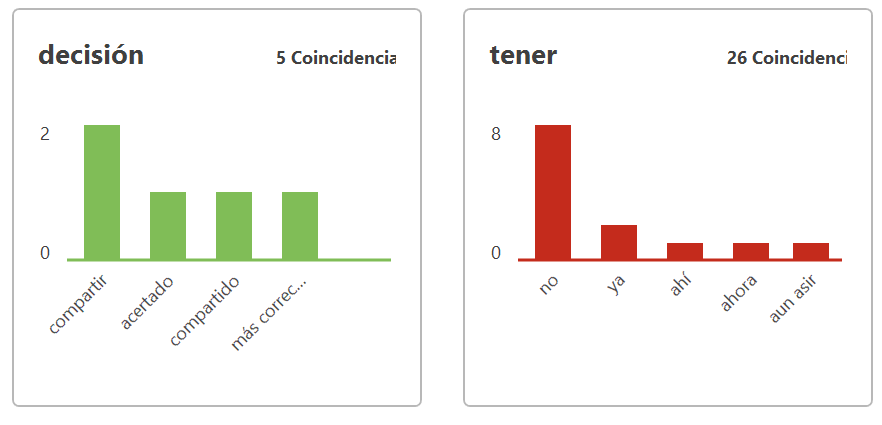 decisión
5 Coincidencia
2
0
compartir
acertado
compartido
más correc...
tener
26 Coincidenci
8
0
no
ya
ahí
ahora
aun asir